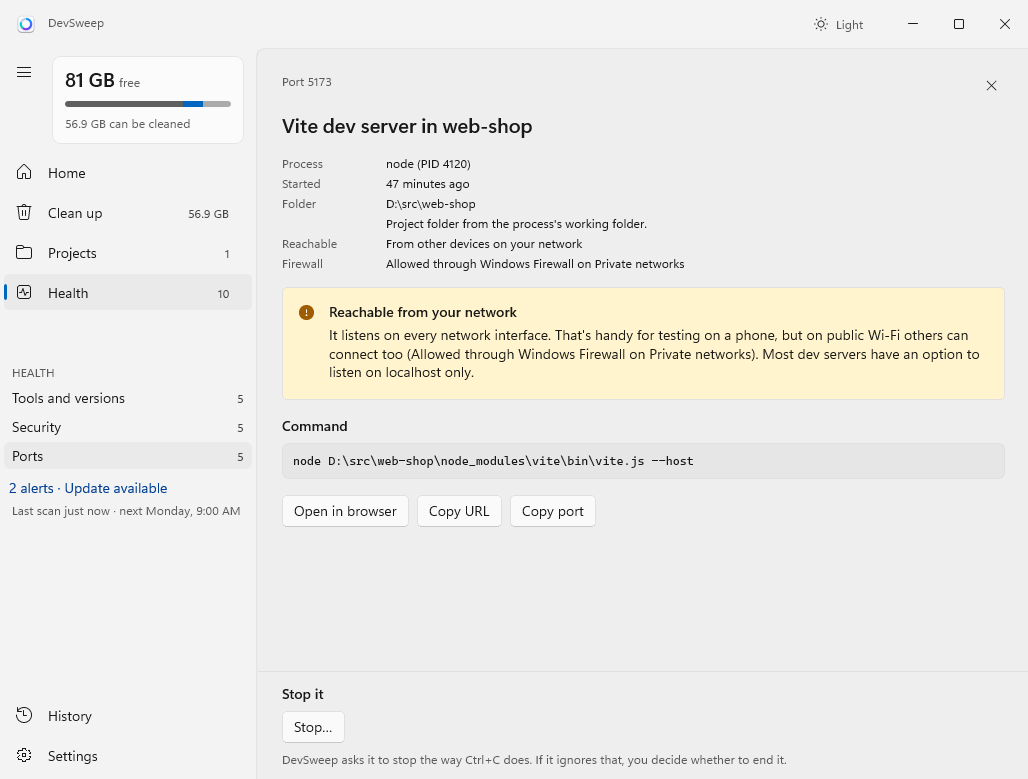 DevSweep
Light
81 GB free
56.9 GB can be cleaned
Home
Clean up 56.9 GB
Projects 1
Health 10
HEALTH
Tools and versions 5
Security 5
Ports 5
2 alerts · Update available
Last scan just now · next Monday, 9:00 AM
History
Settings
Port 5173
Vite dev server in web-shop
Process node (PID 4120)
Started 47 minutes ago
Folder D:\src\web-shop
Project folder from the process's working folder.
Reachable From other devices on your network
Firewall Allowed through Windows Firewall on Private networks
Reachable from your network
It listens on every network interface. That's handy for testing on a phone, but on public Wi-Fi others can
connect too (Allowed through Windows Firewall on Private networks). Most dev servers have an option to
listen on localhost only.
Command
node D:\src\web-shop\node_modules\vite\bin\vite.js --host
Open in browser Copy URL Copy port
Stop it
Stop...
DevSweep asks it to stop the way Ctrl+C does. If it ignores that, you decide whether to end it.